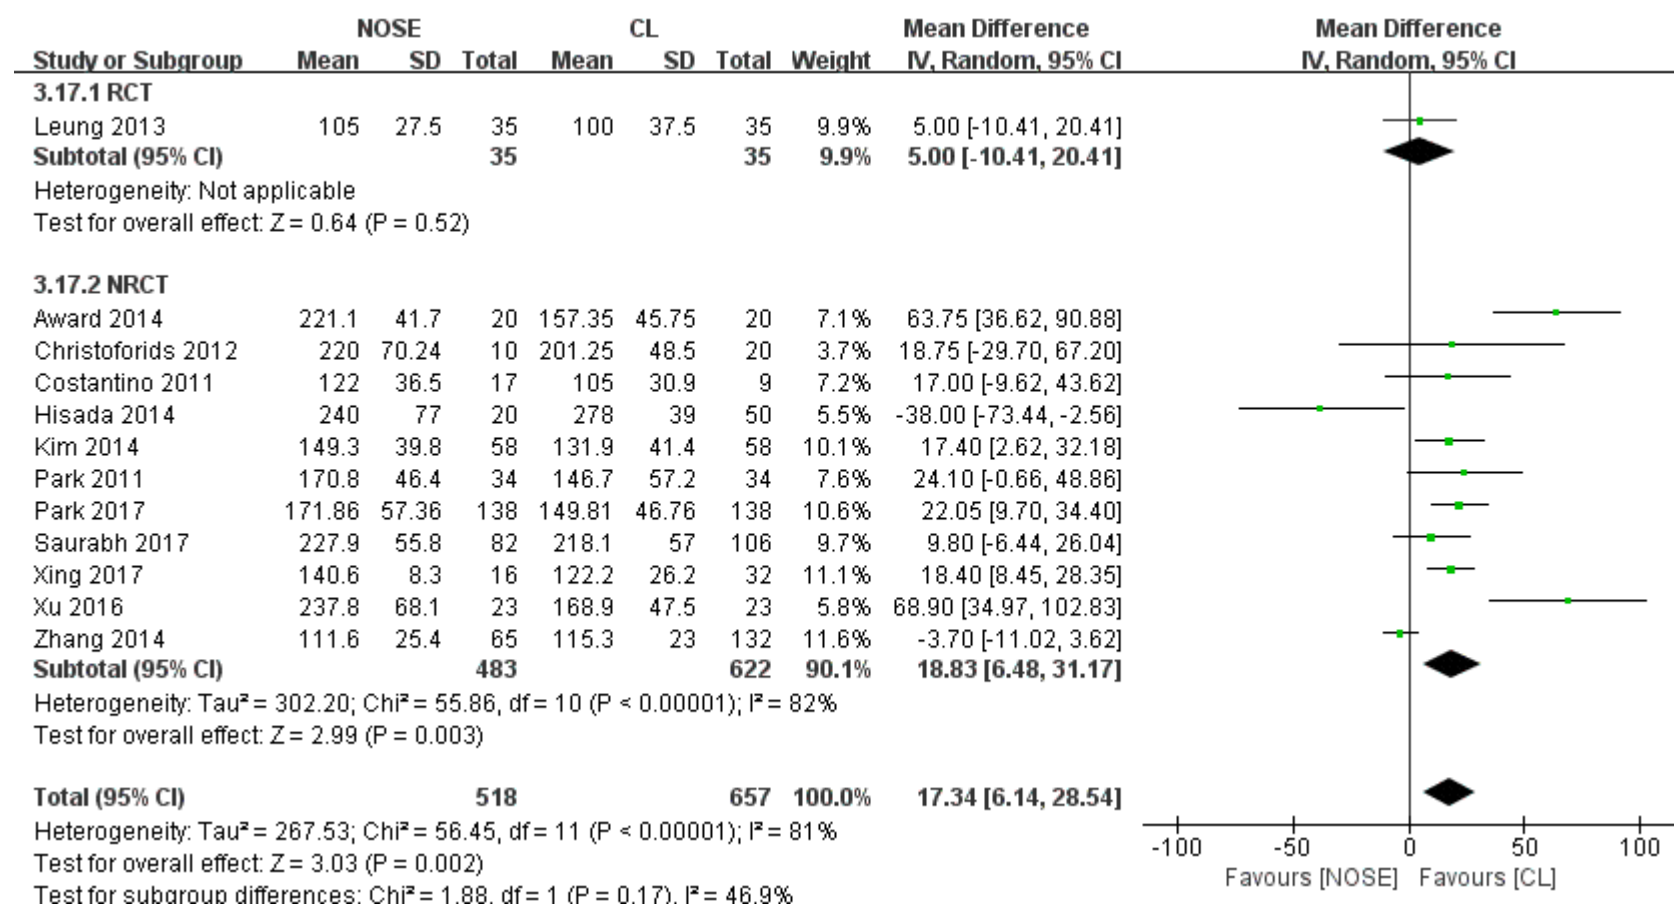 NOSE CL Mean Difference Mean Difference
Study or Subgroup Mean SD Total Mean SD Total Weight IV, Random, 95% CI IV, Random, 95% CI
3.17.1 RCT
Leung 2013 105 27.5 35 100 37.5 35 9.9% 5.00 [-10.41, 20.41]
Subtotal (95% CI) 35 35 9.9% 5.00 [-10.41, 20.41]
Heterogeneity: Not applicable
Test for overall effect: Z = 0.64 (P = 0.52)
3.17.2 NRCT
Award 2014 221.1 41.7 20 157.35 45.75 20 7.1% 63.75 [36.62, 90.88]
Christoforids 2012 220 70.24 10 201.25 48.5 20 3.7% 18.75 [-29.70, 67.20]
Costantino 2011 122 36.5 17 105 30.9 9 7.2% 17.00 [-9.62, 43.62]
Hisada 2014 240 77 20 278 39 50 5.5% -38.00 [-73.44, -2.56]
Kim 2014 149.3 39.8 58 131.9 41.4 58 10.1% 17.40 [2.62, 32.18]
Park 2011 170.8 46.4 34 146.7 57.2 34 7.6% 24.10 [-0.66, 48.86]
Park 2017 171.86 57.36 138 149.81 46.76 138 10.6% 22.05 [9.70, 34.40]
Saurabh 2017 227.9 55.8 82 218.1 57 106 9.7% 9.80 [-6.44, 26.04]
Xing 2017 140.6 8.3 16 122.2 26.2 32 11.1% 18.40 [8.45, 28.35]
Xu 2016 237.8 68.1 23 168.9 47.5 23 5.8% 68.90 [34.97, 102.83]
Zhang 2014 111.6 25.4 65 115.3 23 132 11.6% -3.70 [-11.02, 3.62]
Subtotal (95% CI) 483 622 90.1% 18.83 [6.48, 31.17]
Heterogeneity: Tau² = 302.20; Chi² = 55.86, df = 10 (P < 0.00001); I² = 82%
Test for overall effect: Z = 2.99 (P = 0.003)
Total (95% CI) 518 657 100.0% 17.34 [6.14, 28.54]
Heterogeneity: Tau² = 267.53; Chi² = 56.45, df = 11 (P < 0.00001); I² = 81%
Test for overall effect: Z = 3.03 (P = 0.002)
Test for subgroup differences: Chi² = 1.88, df = 1 (P = 0.17), I² = 46.9%
-100 -50 0 50 100
Favours [NOSE] Favours [CL]